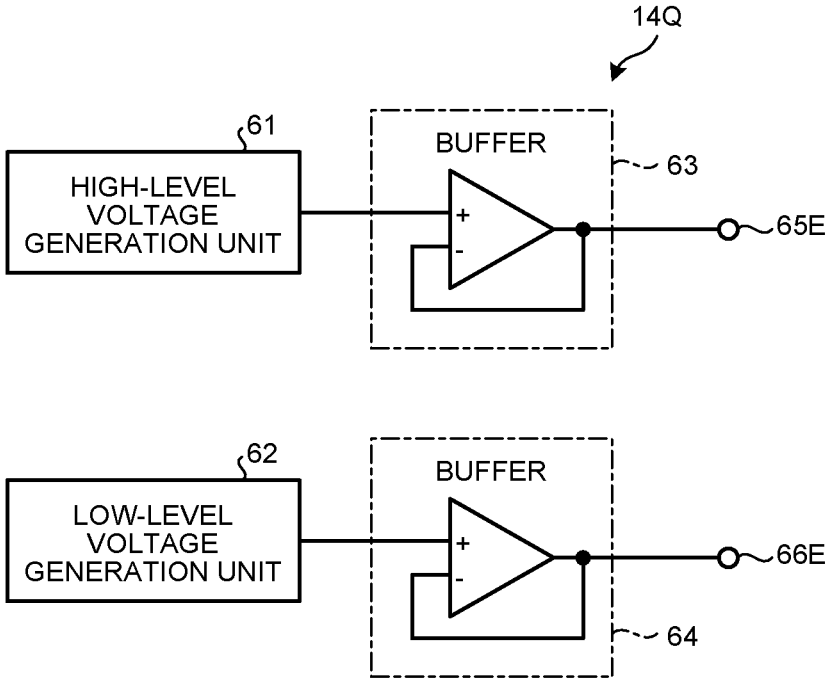 14Q
61
HIGH-LEVEL
VOLTAGE
GENERATION UNIT
BUFFER
+
-
63
65E
62
LOW-LEVEL
VOLTAGE
GENERATION UNIT
BUFFER
+
-
66E
64